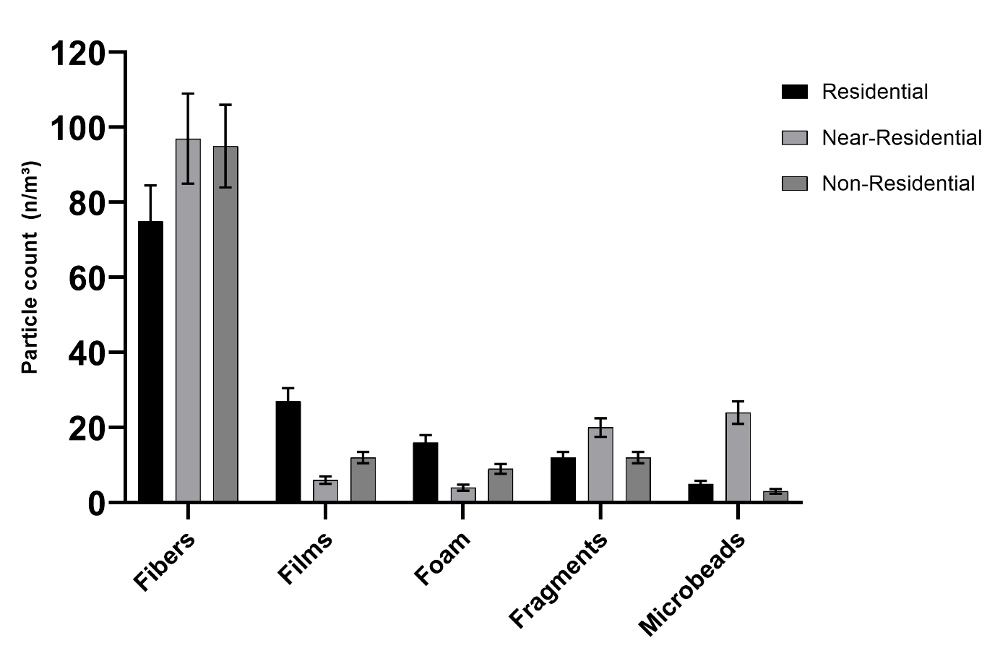 120
100
80
60
40
20
0
Particle count (n/m³)
Fibers
Films
Foam
Fragments
Microbeads
Residential
Near-Residential
Non-Residential